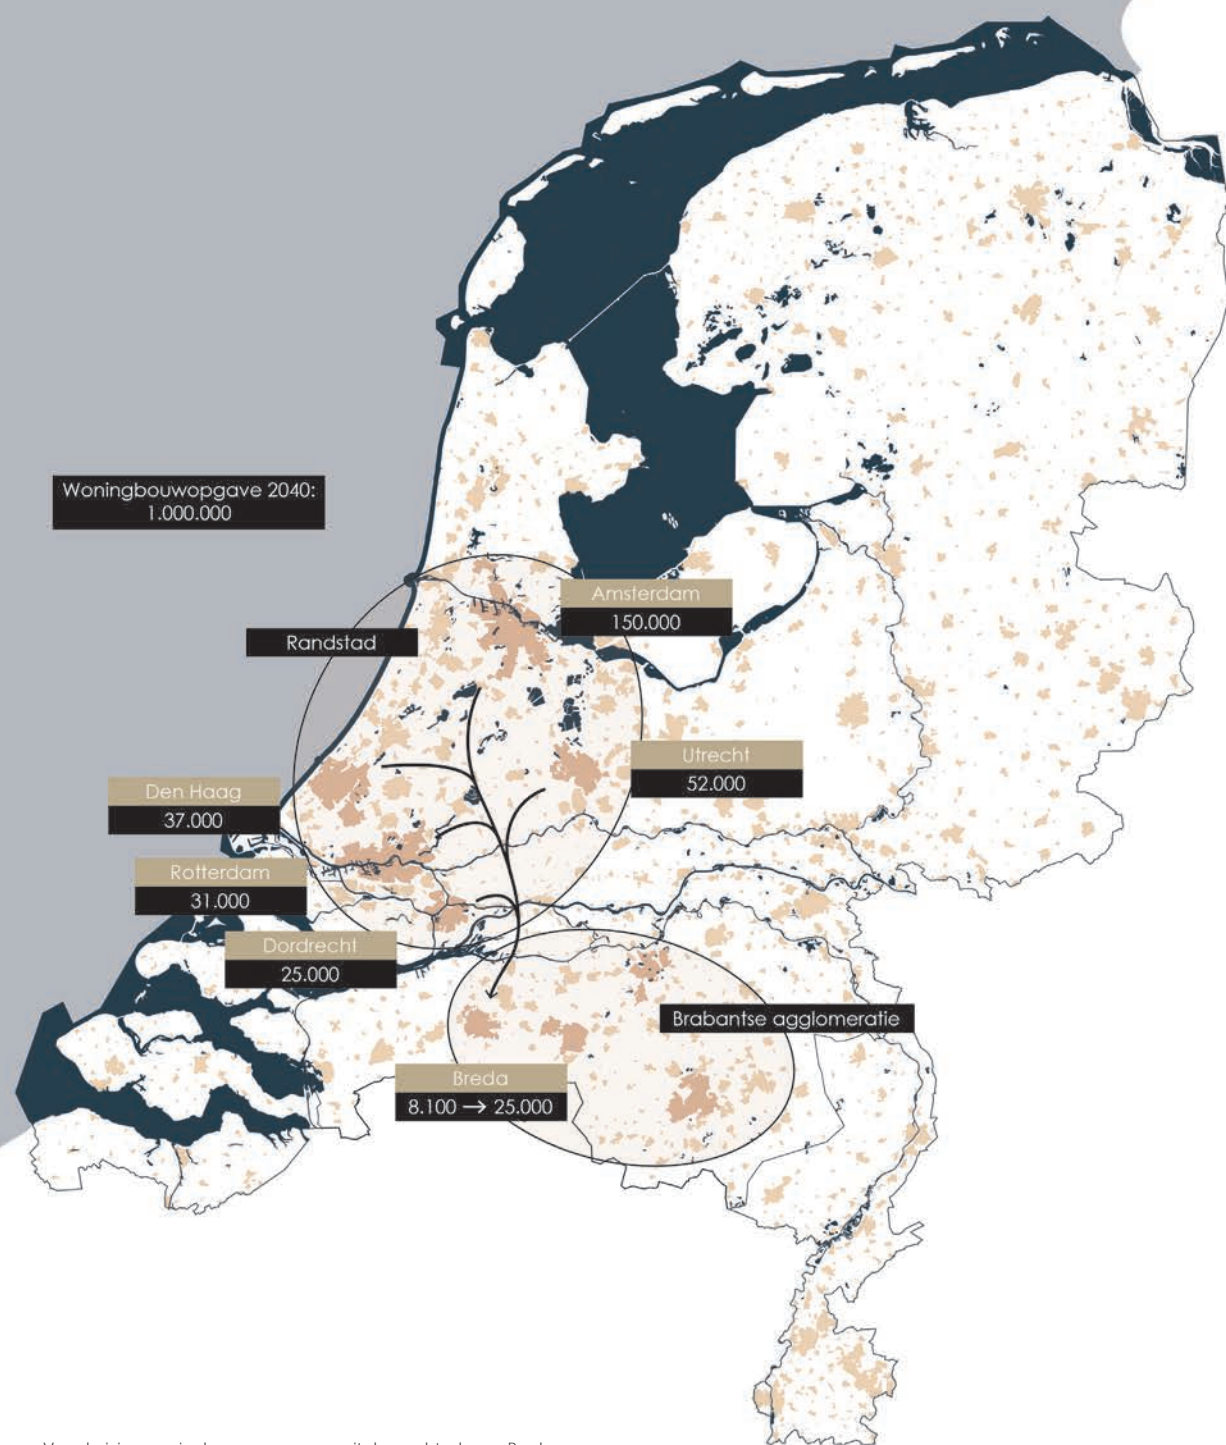 Woningbouwopgave 2040:
1.000.000
Amsterdam
150.000
Randstad
Utrecht
52.000
Den Haag
37.000
Rotterdam
31.000
Dordrecht
25.000
Brabantse agglomeratie
Breda
8.100 → 25.000